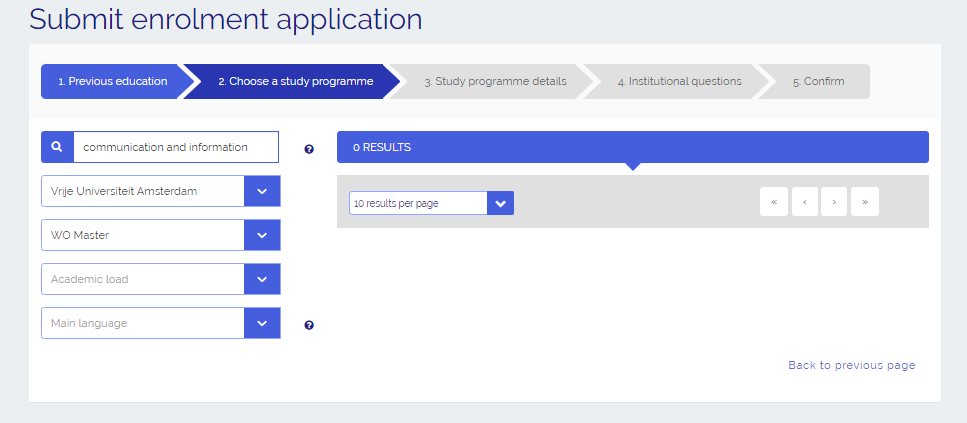 Submit enrolment application
1. Previous education
2. Choose a study programme
3. Study programme details
4. Institutional questions
5. Confirm
communication and information
?
0 RESULTS
Vrije Universiteit Amsterdam
10 results per page
« ‹ › »
WO Master
Academic load
Main language
?
Back to previous page